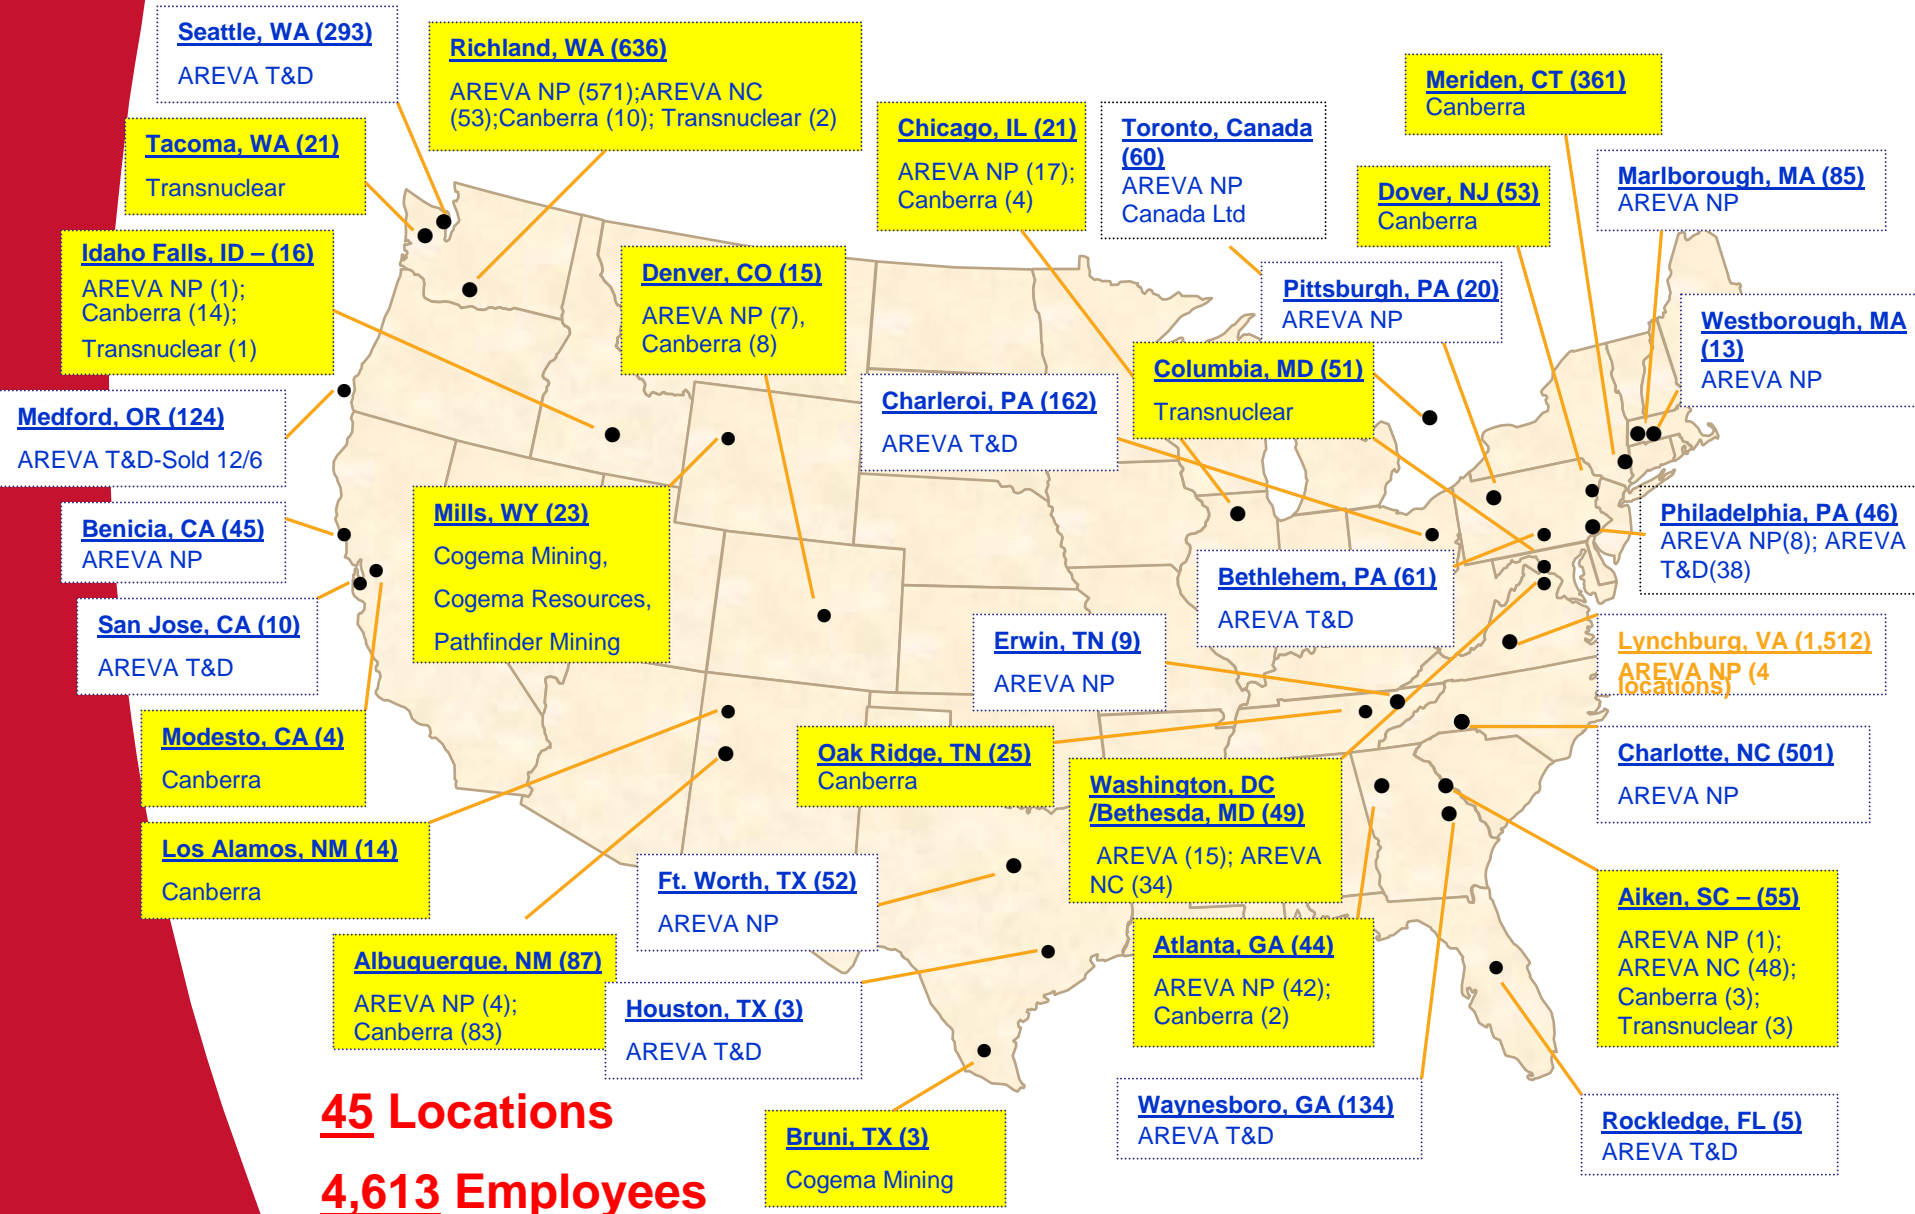 Seattle, WA (293)
AREVA T&D
Richland, WA (636)
AREVA NP (571);AREVA NC
(53);Canberra (10); Transnuclear (2)
Tacoma, WA (21)
Transnuclear
Idaho Falls, ID – (16)
AREVA NP (1);
Canberra (14);
Transnuclear (1)
Medford, OR (124)
AREVA T&D-Sold 12/6
Benicia, CA (45)
AREVA NP
San Jose, CA (10)
AREVA T&D
Modesto, CA (4)
Canberra
Los Alamos, NM (14)
Canberra
Albuquerque, NM (87)
AREVA NP (4);
Canberra (83)
Mills, WY (23)
Cogema Mining,
Cogema Resources,
Pathfinder Mining
Denver, CO (15)
AREVA NP (7),
Canberra (8)
Chicago, IL (21)
AREVA NP (17);
Canberra (4)
Toronto, Canada
(60)
AREVA NP
Canada Ltd
Meriden, CT (361)
Canberra
Dover, NJ (53)
Canberra
Marlborough, MA (85)
AREVA NP
Pittsburgh, PA (20)
AREVA NP
Westborough, MA
(13)
AREVA NP
Columbia, MD (51)
Transnuclear
Charleroi, PA (162)
AREVA T&D
Philadelphia, PA (46)
AREVA NP(8); AREVA
T&D(38)
Bethlehem, PA (61)
AREVA T&D
Erwin, TN (9)
AREVA NP
Lynchburg, VA (1,512)
AREVA NP (4
locations)
Oak Ridge, TN (25)
Canberra
Charlotte, NC (501)
AREVA NP
Washington, DC
/Bethesda, MD (49)
AREVA (15); AREVA
NC (34)
Ft. Worth, TX (52)
AREVA NP
Houston, TX (3)
AREVA T&D
Atlanta, GA (44)
AREVA NP (42);
Canberra (2)
Aiken, SC – (55)
AREVA NP (1);
AREVA NC (48);
Canberra (3);
Transnuclear (3)
Waynesboro, GA (134)
AREVA T&D
Rockledge, FL (5)
AREVA T&D
Bruni, TX (3)
Cogema Mining
45 Locations
4,613 Employees